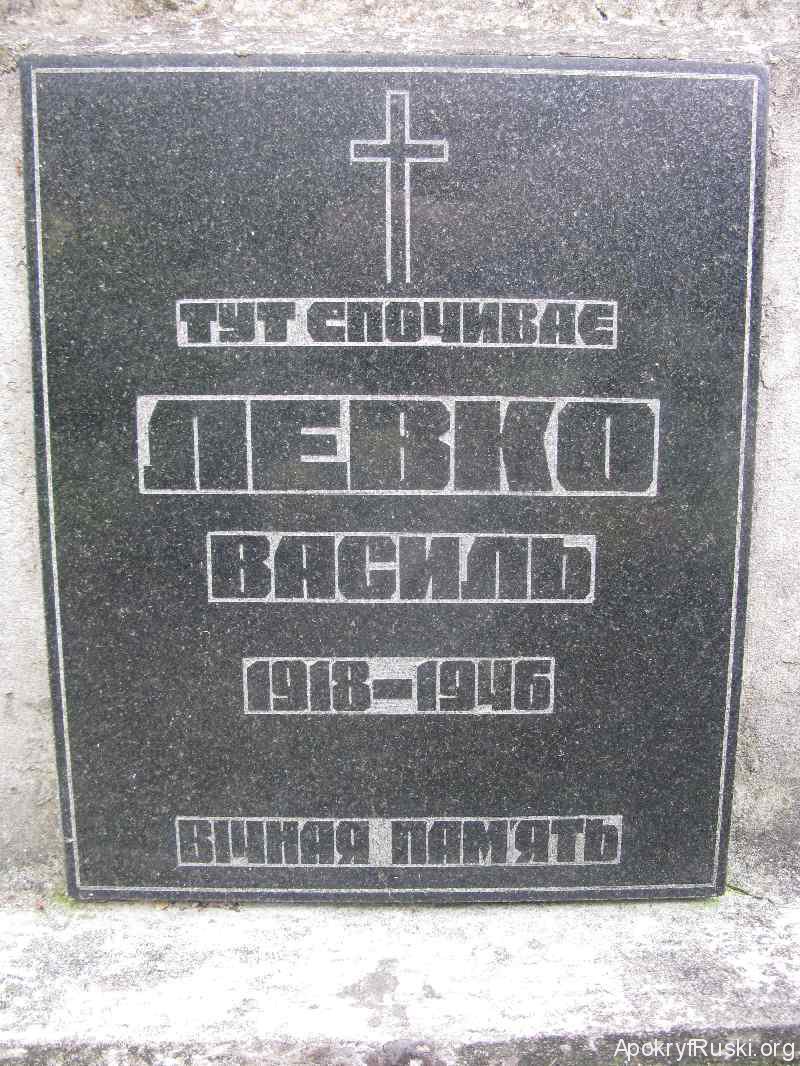 ТУТ СПОЧИВАЄ
ЛЕВКО
ВАСИЛЬ
1918-1946
ВІЧНАЯ ПАМ'ЯТЬ
ApokryfRuski.org